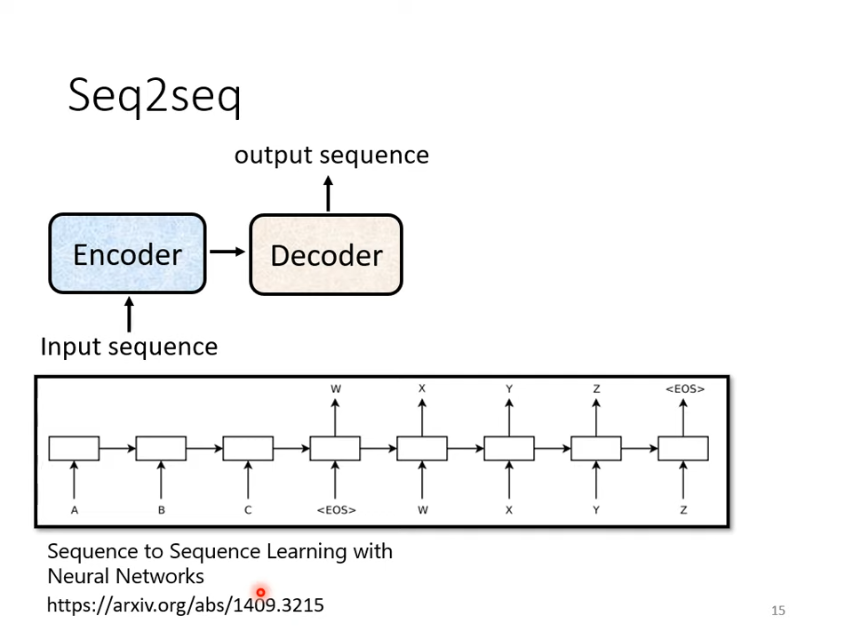 Seq2seq
output sequence
Encoder
Decoder
Input sequence
W X Y Z <EOS>
A B C <EOS> W X Y Z
Sequence to Sequence Learning with
Neural Networks
https://arxiv.org/abs/1409.3215
15